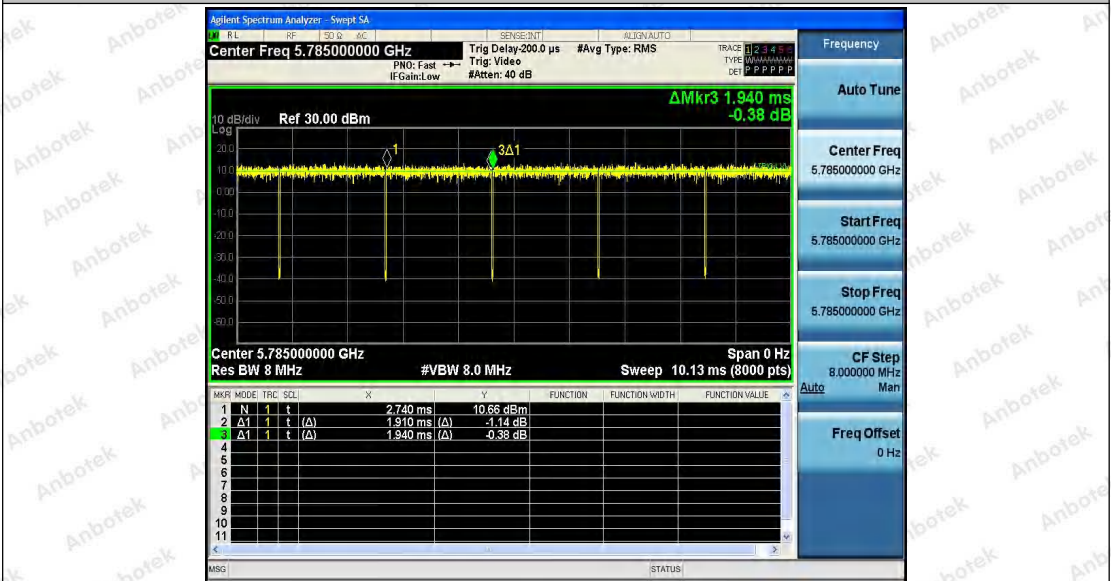 Agilent Spectrum Analyzer - Swept SA
RL RF 50 Ω AC SENSE:INT ALIGNAUTO
Center Freq 5.785000000 GHz
PNO: Fast
IFGain:Low
Trig Delay-200.0 µs
Trig: Video
#Atten: 40 dB
#Avg Type: RMS
TRACE 1 2 3 4 5 6
TYPE
DET P P P P P P
ΔMkr3 1.940 ms
-0.38 dB
10 dB/div Ref 30.00 dBm
Log
20.0
10.0
0.00
-10.0
-20.0
-30.0
-40.0
-50.0
-60.0
1
3Δ1
Center 5.785000000 GHz Span 0 Hz
Res BW 8 MHz #VBW 8.0 MHz Sweep 10.13 ms (8000 pts)
MKR MODE TRC SCL X Y FUNCTION FUNCTION WIDTH FUNCTION VALUE
1 N 1 t 2.740 ms 10.66 dBm
2 Δ1 1 t (Δ) 1.910 ms (Δ) -1.14 dB
3 Δ1 1 t (Δ) 1.940 ms (Δ) -0.38 dB
4
5
6
7
8
9
10
11
MSG STATUS
Frequency
Auto Tune
Center Freq
5.785000000 GHz
Start Freq
5.785000000 GHz
Stop Freq
5.785000000 GHz
CF Step
8.000000 MHz
Auto Man
Freq Offset
0 Hz
Anbotek